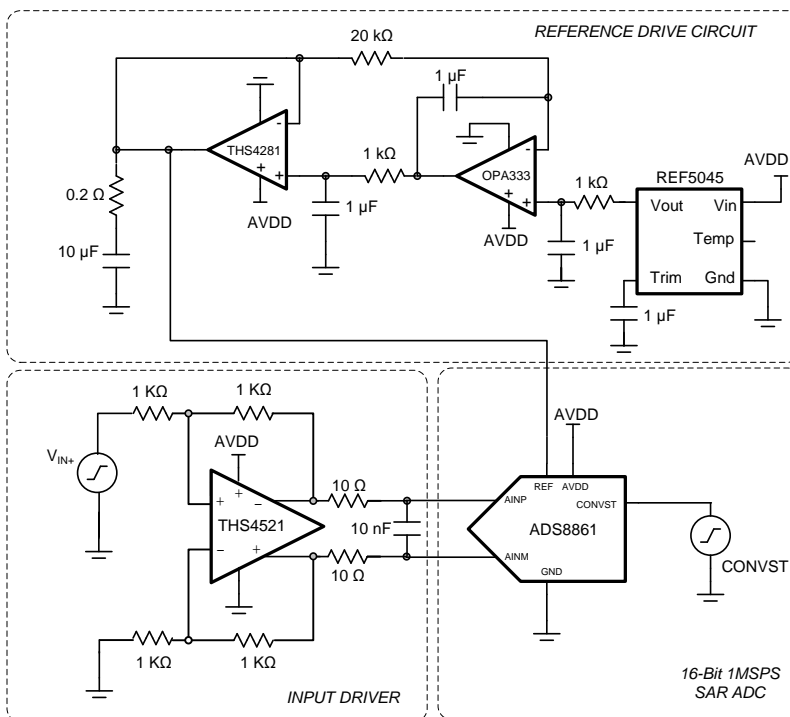 REFERENCE DRIVE CIRCUIT
20 kΩ
1 µF
-
THS4281
+
+
AVDD
1 kΩ
1 µF
-
OPA333
+
+
AVDD
1 kΩ
1 µF
REF5045
AVDD
Vout
Vin
Temp
Trim
Gnd
1 µF
0.2 Ω
10 µF
1 KΩ
1 KΩ
VIN+
AVDD
+
+
−
THS4521
−
+
10 Ω
10 nF
10 Ω
1 KΩ
1 KΩ
INPUT DRIVER
AVDD
REF
AVDD
AINP
CONVST
ADS8861
AINM
GND
CONVST
16-Bit 1MSPS
SAR ADC